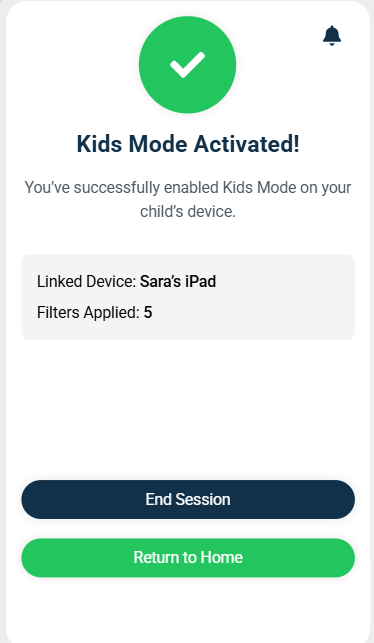 Kids Mode Activated!
You’ve successfully enabled Kids Mode on your
child’s device.
Linked Device: Sara’s iPad
Filters Applied: 5
End Session
Return to Home